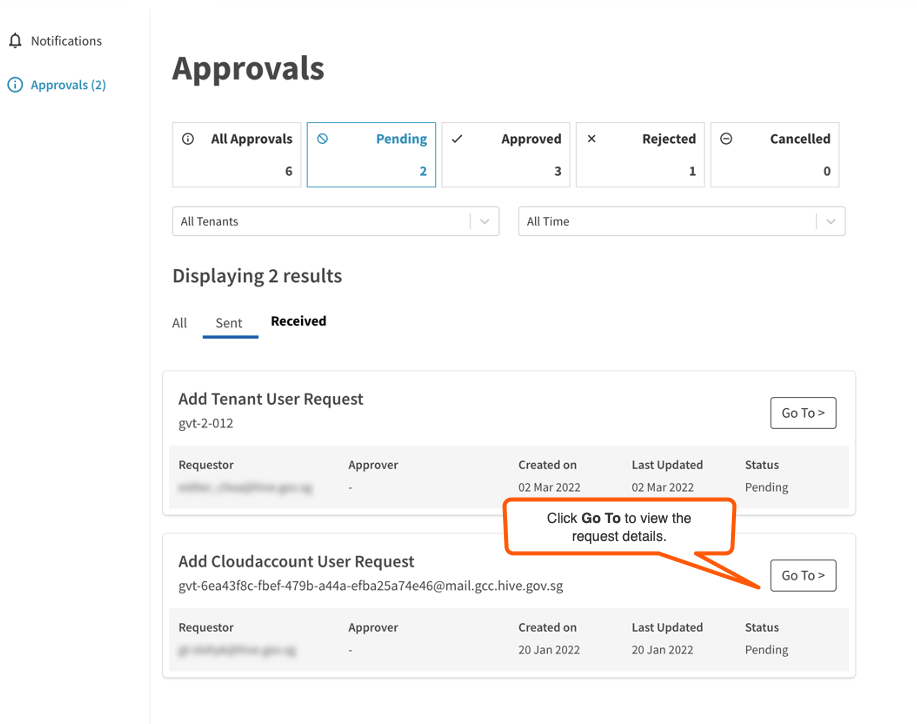 Notifications
Approvals (2)
Approvals
All Approvals
6
Pending
2
Approved
3
Rejected
1
Cancelled
0
All Tenants
All Time
Displaying 2 results
All Sent Received
Add Tenant User Request
gvt-2-012
Go To >
Requestor Approver Created on Last Updated Status
- 02 Mar 2022 02 Mar 2022 Pending
Click Go To to view the
request details.
Add Cloudaccount User Request
gvt-6ea43f8c-fbef-479b-a44a-efba25a74e46@mail.gcc.hive.gov.sg
Go To >
Requestor Approver Created on Last Updated Status
- 20 Jan 2022 20 Jan 2022 Pending